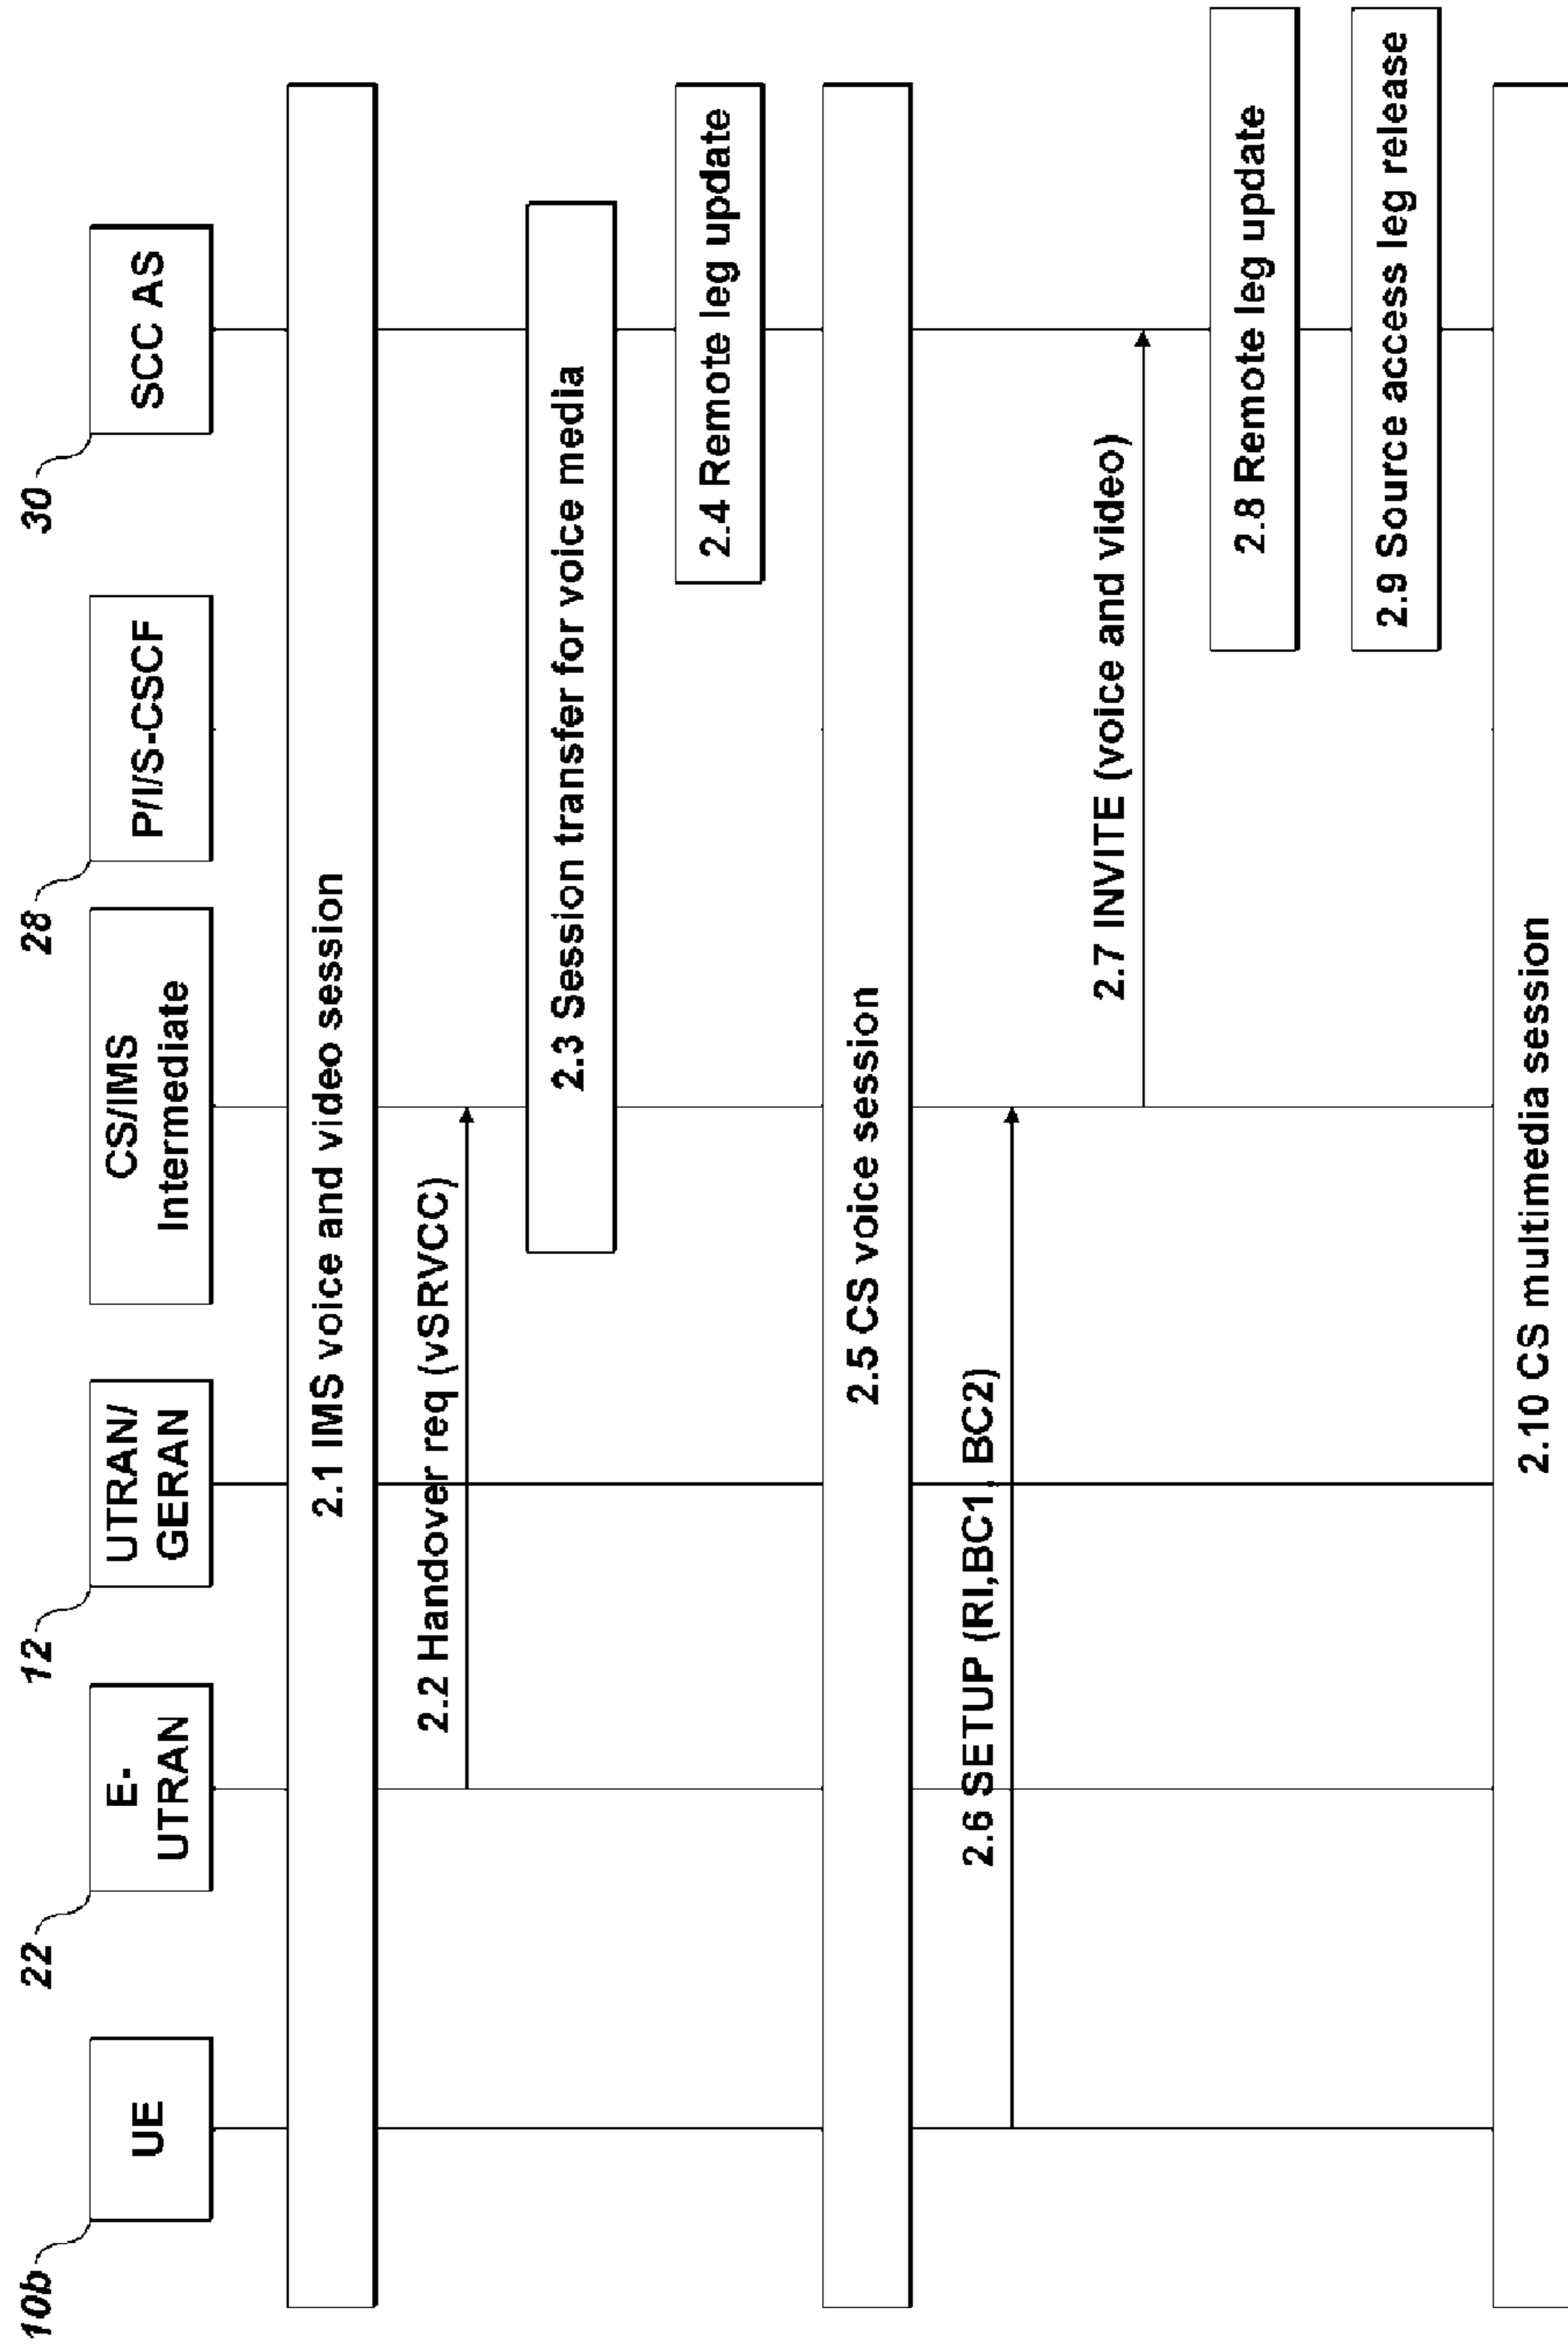 10b
22
12
28
30
UE
E-
UTRAN
UTRAN/
GERAN
CS/IMS
Intermediate
P/I/S-CSCF
SCC AS
2.1 IMS voice and video session
2.2 Handover req (vSRVCC)
2.3 Session transfer for voice media
2.4 Remote leg update
2.5 CS voice session
2.6 SETUP (RI,BC1, BC2)
2.7 INVITE (voice and video)
2.8 Remote leg update
2.9 Source access leg release
2.10 CS multimedia session